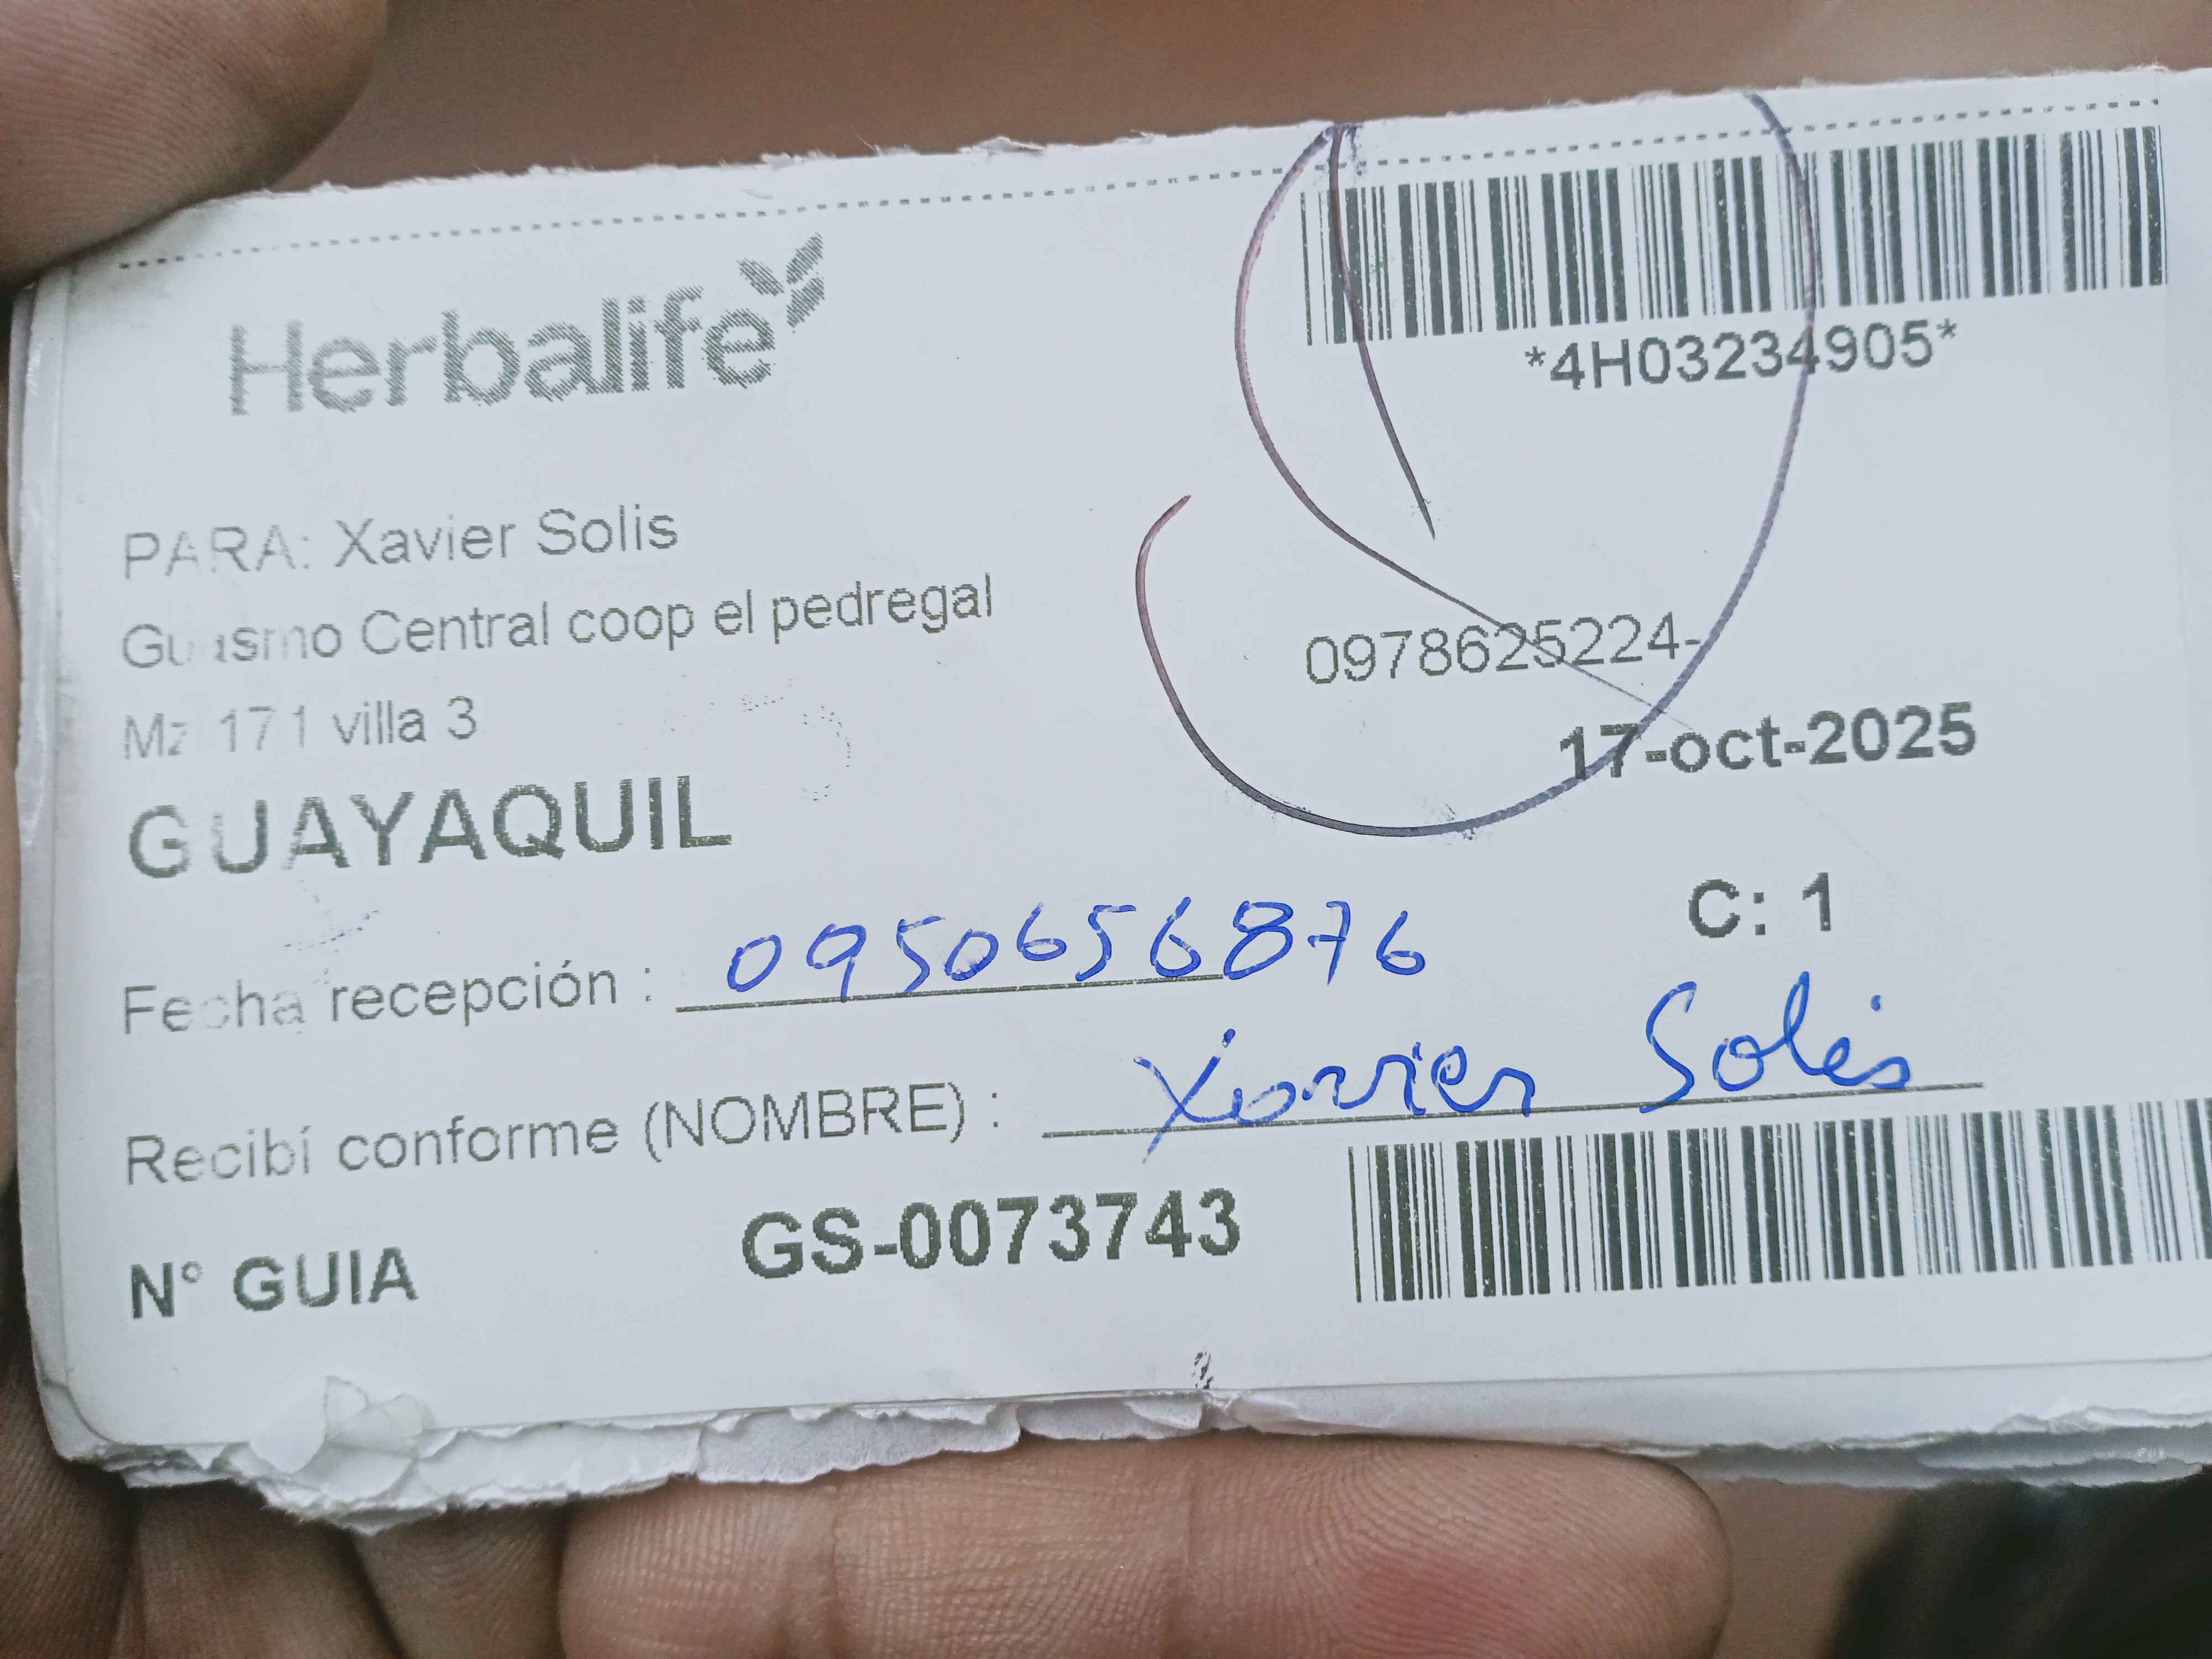 Herbalife
*4H03234905*
PARA: Xavier Solis
Guasmo Central coop el pedregal
0978625224-
Mz 171 villa 3
17-oct-2025
GUAYAQUIL
C: 1
Fecha recepción : 0950656876
Recibí conforme (NOMBRE) : Xavier Solis
N° GUIA GS-0073743